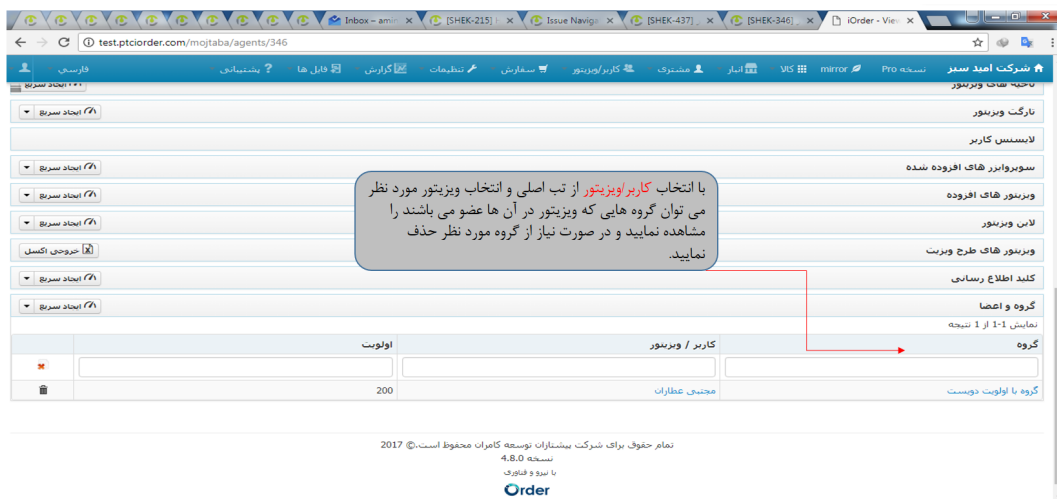 Inbox – amin
[SHEK-215]
Issue Naviga
[SHEK-437]
[SHEK-346]
iOrder - Viev
test.ptciorder.com/mojtaba/agents/346
شرکت امید سبز
نسخه Pro
mirror
VIS
انبار
مشتری
کاربر/ویزیتور
سفارش
تنظیمات
گزارش
فایل ها
پشتیبانی
فارسی
ناحیه های ویزیتور
ایجاد سریع
تارگت ویزیتور
ایجاد سریع
لایسنس کاربر
سوپروایزر های افزوده شده
ایجاد سریع
ویزیتور های افزوده
ایجاد سریع
لاین ویزیتور
ایجاد سریع
ویزیتور های طرح ویزیت
خروجی اکسل
کلید اطلاع رسانی
ایجاد سریع
با انتخاب کاربر/ویزیتور از تب اصلی و انتخاب ویزیتور مورد نظر
می توان گروه هایی که ویزیتور در آن ها عضو می باشند را
مشاهده نمایید و در صورت نیاز از گروه مورد نظر حذف
نمایید.
گروه و اعضا
ایجاد سریع
نمایش 1-1 از 1 نتیجه
گروه
کاربر / ویزیتور
اولویت
گروه با اولویت دویست
مجتبی عطاران
200
تمام حقوق برای شرکت پیشتازان توسعه کامران محفوظ است.© 2017
نسخه 4.8.0
با نیرو و فناوری
Order